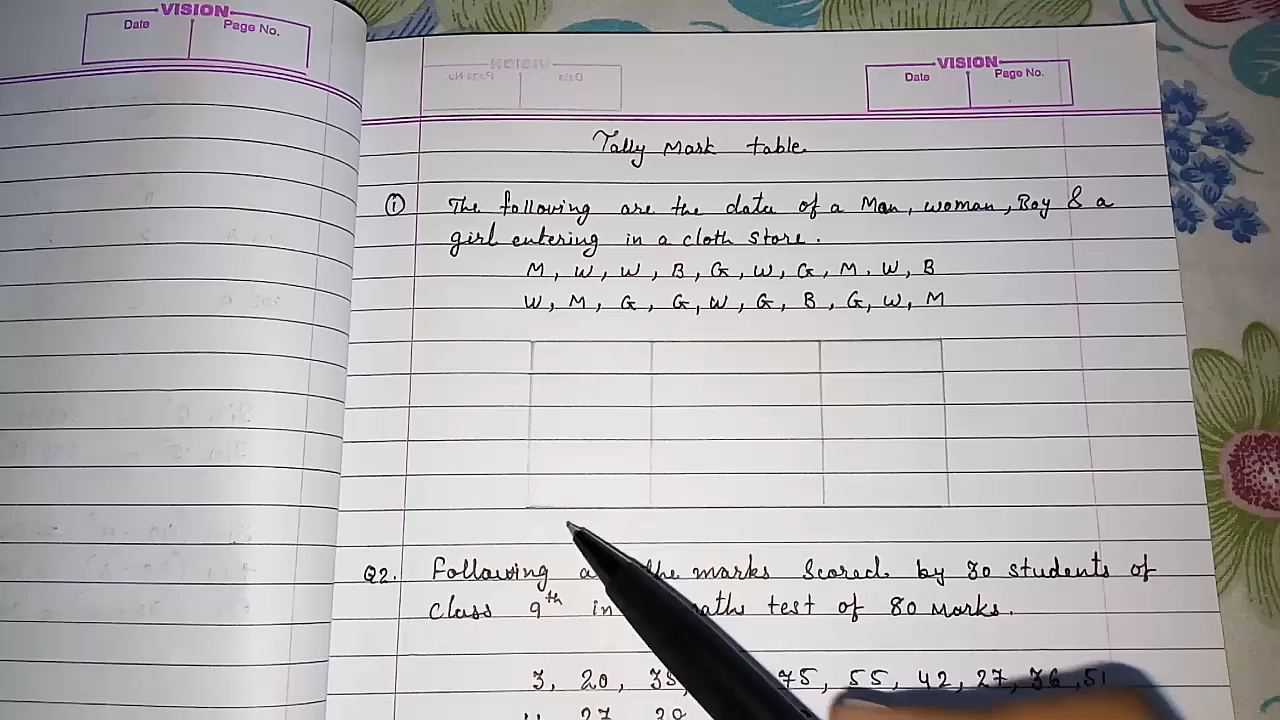 VISION
Date
Page No.
VISION
Date
Page No.
Tally Mark table
① The following are the data of a Man, woman, Boy & a
girl entering in a cloth store.
M, W, W, B, G, W, G, M, W, B
W, M, G, G, W, G, B, G, W, M
Q2. Following the marks Scored by 30 students of
Class 9th in maths test of 80 Marks.
3, 20, 75, 55, 42, 27, 36, 51